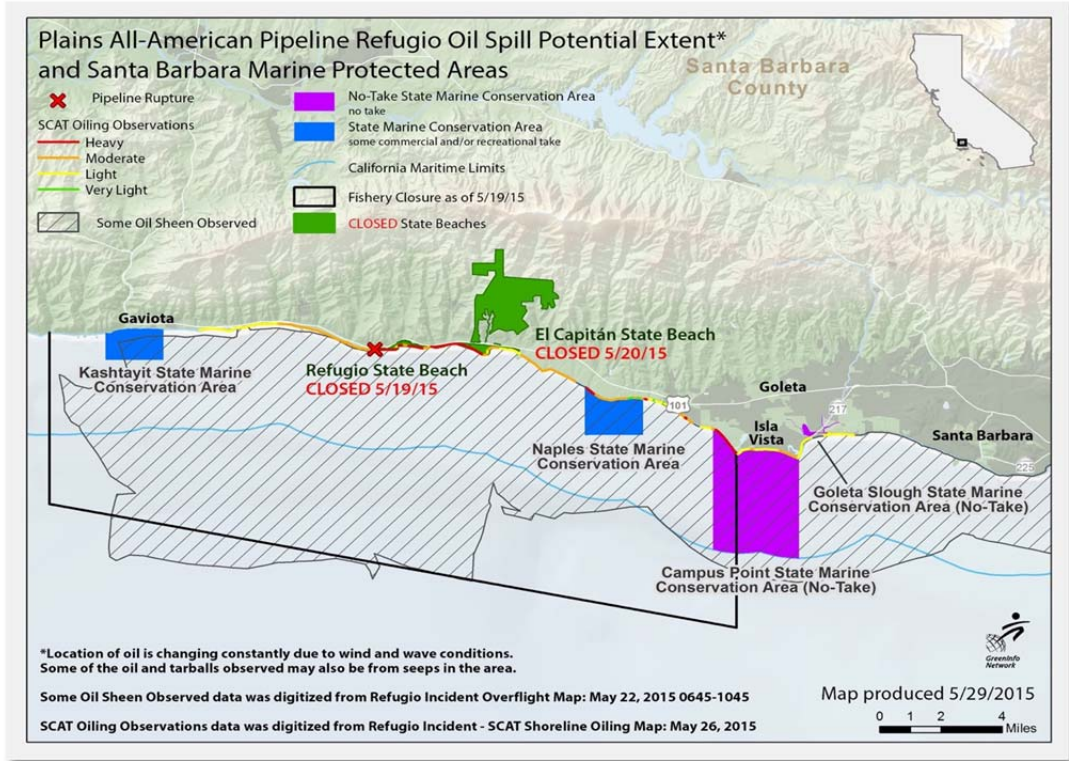 Plains All-American Pipeline Refugio Oil Spill Potential Extent*
and Santa Barbara Marine Protected Areas
Pipeline Rupture
SCAT Oiling Observations
Heavy
Moderate
Light
Very Light
Some Oil Sheen Observed
No-Take State Marine Conservation Area
no take
State Marine Conservation Area
some commercial and/or recreational take
California Maritime Limits
Fishery Closure as of 5/19/15
CLOSED State Beaches
Santa Barbara
County
Gaviota
Kashtayit State Marine
Conservation Area
Refugio State Beach
CLOSED 5/19/15
El Capitán State Beach
CLOSED 5/20/15
Naples State Marine
Conservation Area
101
Goleta
217
Isla
Vista
Santa Barbara
225
Goleta Slough State Marine
Conservation Area (No-Take)
Campus Point State Marine
Conservation Area (No-Take)
*Location of oil is changing constantly due to wind and wave conditions.
Some of the oil and tarballs observed may also be from seeps in the area.
Some Oil Sheen Observed data was digitized from Refugio Incident Overflight Map: May 22, 2015 0645-1045
SCAT Oiling Observations data was digitized from Refugio Incident - SCAT Shoreline Oiling Map: May 26, 2015
GreenInfo
Network
Map produced 5/29/2015
0 1 2 4
Miles